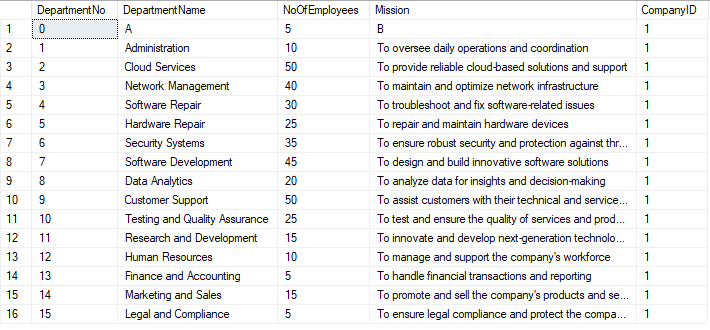 DepartmentNo DepartmentName NoOfEmployees Mission CompanyID
1 0 A 5 B 1
2 1 Administration 10 To oversee daily operations and coordination 1
3 2 Cloud Services 50 To provide reliable cloud-based solutions and support 1
4 3 Network Management 40 To maintain and optimize network infrastructure 1
5 4 Software Repair 30 To troubleshoot and fix software-related issues 1
6 5 Hardware Repair 25 To repair and maintain hardware devices 1
7 6 Security Systems 35 To ensure robust security and protection against thr... 1
8 7 Software Development 45 To design and build innovative software solutions 1
9 8 Data Analytics 20 To analyze data for insights and decision-making 1
10 9 Customer Support 50 To assist customers with their technical and service... 1
11 10 Testing and Quality Assurance 25 To test and ensure the quality of services and prod... 1
12 11 Research and Development 15 To innovate and develop next-generation technolo... 1
13 12 Human Resources 10 To manage and support the company's workforce 1
14 13 Finance and Accounting 5 To handle financial transactions and reporting 1
15 14 Marketing and Sales 15 To promote and sell the company's products and se... 1
16 15 Legal and Compliance 5 To ensure legal compliance and protect the compa... 1